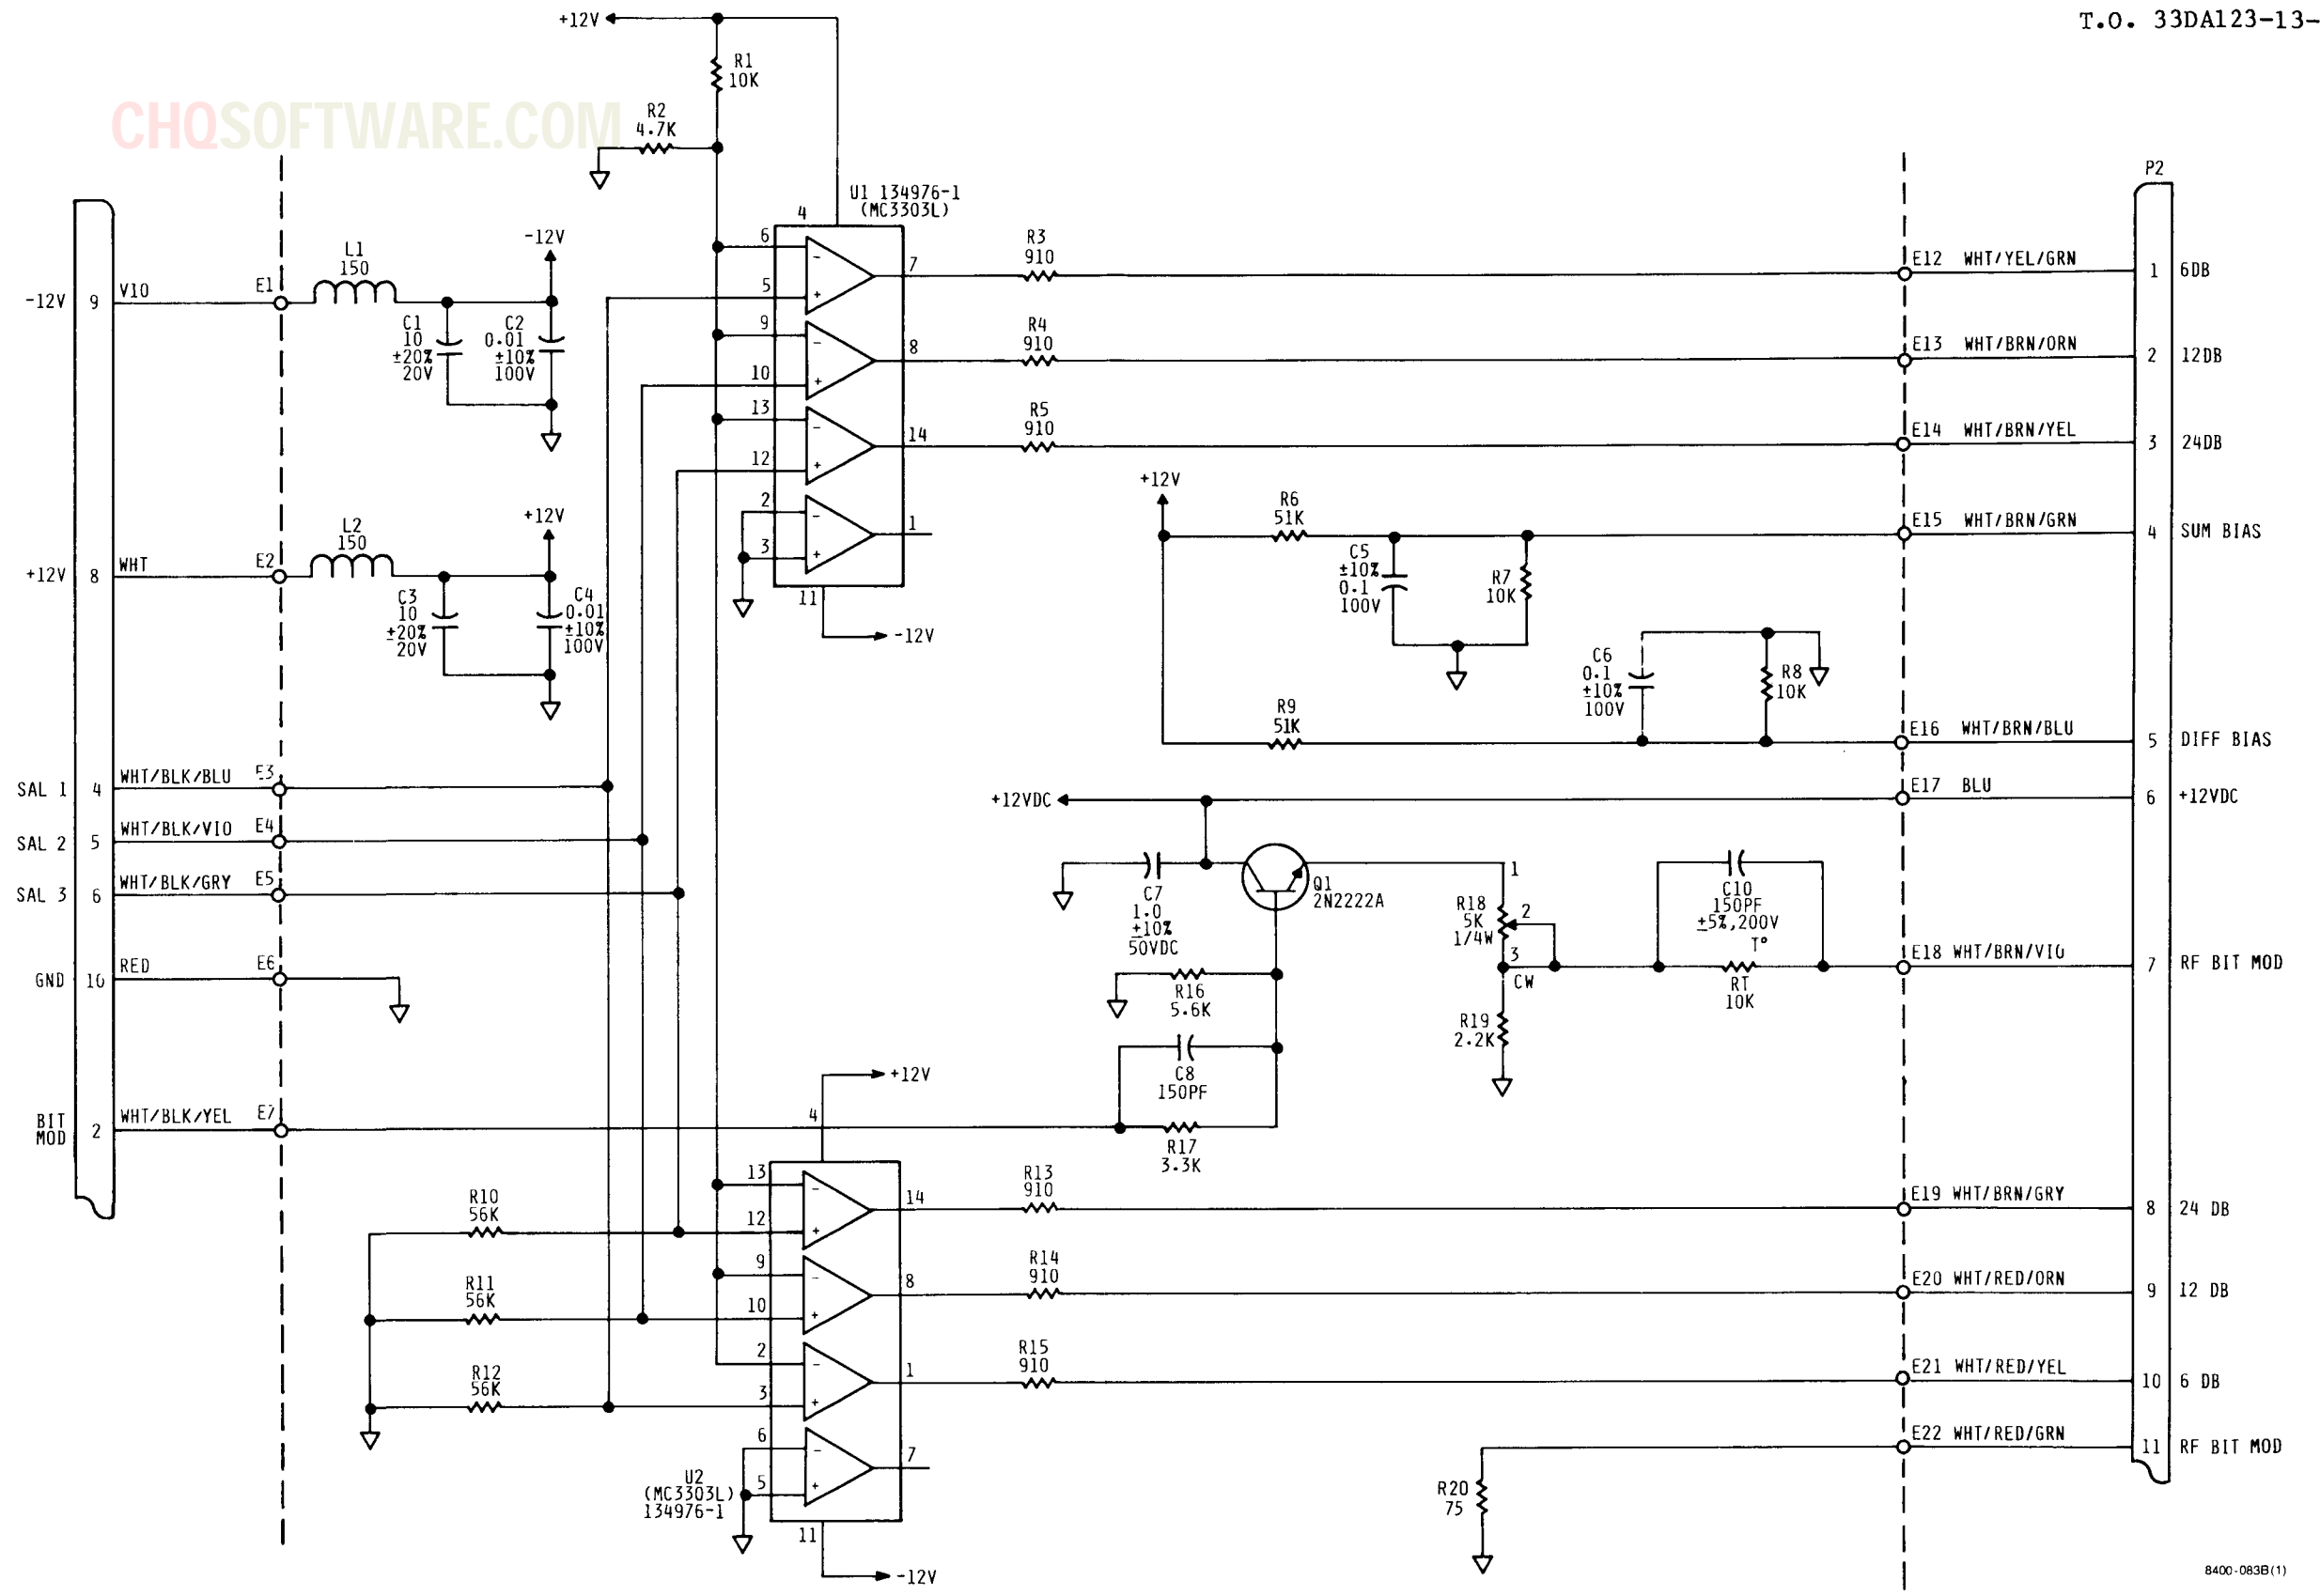 T.O. 33DA123-13-
CHQSOFTWARE.COM
+12V
R1
10K
R2
4.7K
U1 134976-1
(MC3303L)
4
6
-
5
+
7
9
-
10
+
8
13
-
12
+
14
2
-
3
+
1
11
-12V
R3
910
R4
910
R5
910
-12V
9
VIO
E1
L1
150
-12V
C1
10
±20%
20V
C2
0.01
±10%
100V
+12V
8
WHT
E2
L2
150
+12V
C3
10
±20%
20V
C4
0.01
±10%
100V
SAL 1
4
WHT/BLK/BLU
E3
SAL 2
5
WHT/BLK/VIO
E4
SAL 3
6
WHT/BLK/GRY
E5
GND
10
RED
E6
BIT
MOD
2
WHT/BLK/YEL
E7
+12V
R6
51K
C5
±10%
0.1
100V
R7
10K
C6
0.1
±10%
100V
R8
10K
R9
51K
+12VDC
C7
1.0
±10%
50VDC
Q1
2N2222A
R16
5.6K
C8
150PF
R17
3.3K
1
R18
5K
1/4W
2
3
CW
R19
2.2K
C10
150PF
±5%,200V
T°
RT
10K
+12V
4
13
-
12
+
14
9
-
10
+
8
2
-
3
+
1
6
-
5
+
7
11
-12V
U2
(MC3303L)
134976-1
R10
56K
R11
56K
R12
56K
R13
910
R14
910
R15
910
R20
75
P2
E12 WHT/YEL/GRN
1
6DB
E13 WHT/BRN/ORN
2
12DB
E14 WHT/BRN/YEL
3
24DB
E15 WHT/BRN/GRN
4
SUM BIAS
E16 WHT/BRN/BLU
5
DIFF BIAS
E17 BLU
6
+12VDC
E18 WHT/BRN/VIO
7
RF BIT MOD
E19 WHT/BRN/GRY
8
24 DB
E20 WHT/RED/ORN
9
12 DB
E21 WHT/RED/YEL
10
6 DB
E22 WHT/RED/GRN
11
RF BIT MOD
8400-083B(1)